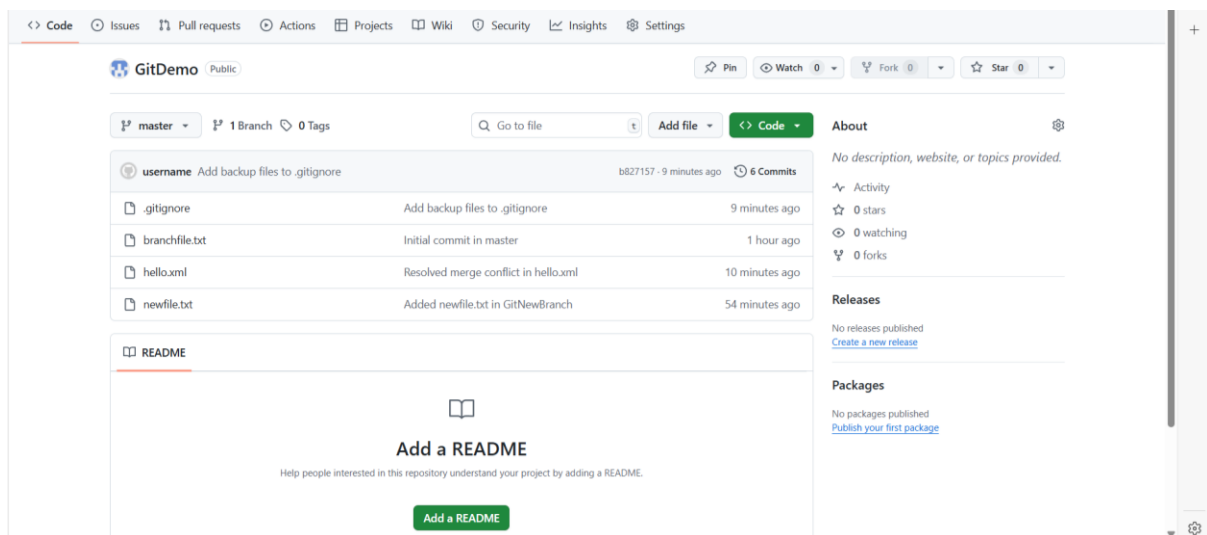 Code Issues Pull requests Actions Projects Wiki Security Insights Settings
GitDemo Public
Pin Watch 0 Fork 0 Star 0
master 1 Branch 0 Tags Go to file t Add file Code
username Add backup files to .gitignore b827157 · 9 minutes ago 6 Commits
.gitignore Add backup files to .gitignore 9 minutes ago
branchfile.txt Initial commit in master 1 hour ago
hello.xml Resolved merge conflict in hello.xml 10 minutes ago
newfile.txt Added newfile.txt in GitNewBranch 54 minutes ago
README
Add a README
Help people interested in this repository understand your project by adding a README.
Add a README
About
No description, website, or topics provided.
Activity
0 stars
0 watching
0 forks
Releases
No releases published
Create a new release
Packages
No packages published
Publish your first package